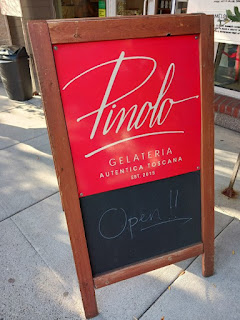 Pinolo
GELATERIA
AUTENTICA TOSCANA
EST. 2015
Open!!